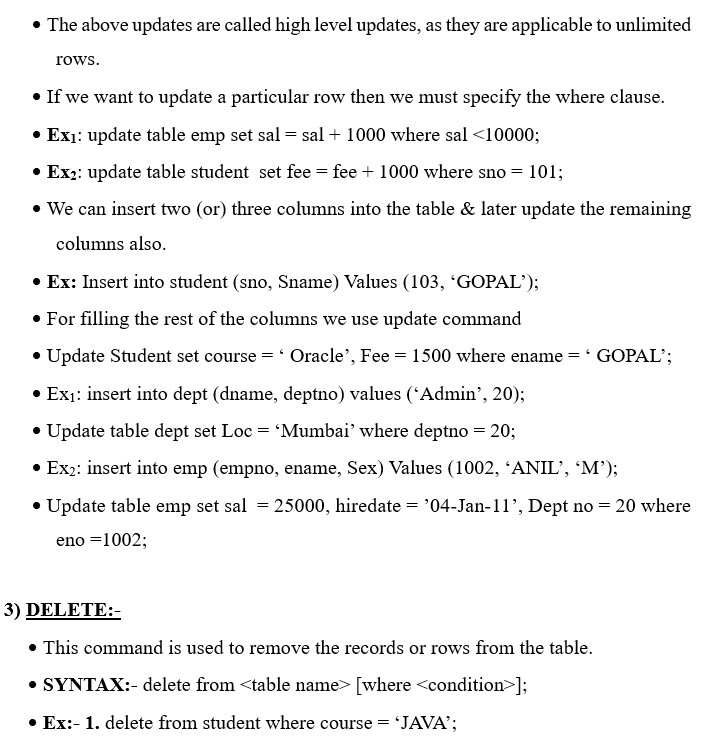 • The above updates are called high level updates, as they are applicable to unlimited
rows.
• If we want to update a particular row then we must specify the where clause.
• Ex₁: update table emp set sal = sal + 1000 where sal <10000;
• Ex₂: update table student  set fee = fee + 1000 where sno = 101;
• We can insert two (or) three columns into the table & later update the remaining
columns also.
• Ex: Insert into student (sno, Sname) Values (103, ‘GOPAL’);
• For filling the rest of the columns we use update command
• Update Student set course = ‘ Oracle’, Fee = 1500 where ename = ‘ GOPAL’;
• Ex₁: insert into dept (dname, deptno) values (‘Admin’, 20);
• Update table dept set Loc = ‘Mumbai’ where deptno = 20;
• Ex₂: insert into emp (empno, ename, Sex) Values (1002, ‘ANIL’, ‘M’);
• Update table emp set sal  = 25000, hiredate = ’04-Jan-11’, Dept no = 20 where
eno =1002;
3) DELETE:-
• This command is used to remove the records or rows from the table.
• SYNTAX:- delete from <table name> [where <condition>];
• Ex:- 1. delete from student where course = ‘JAVA’;